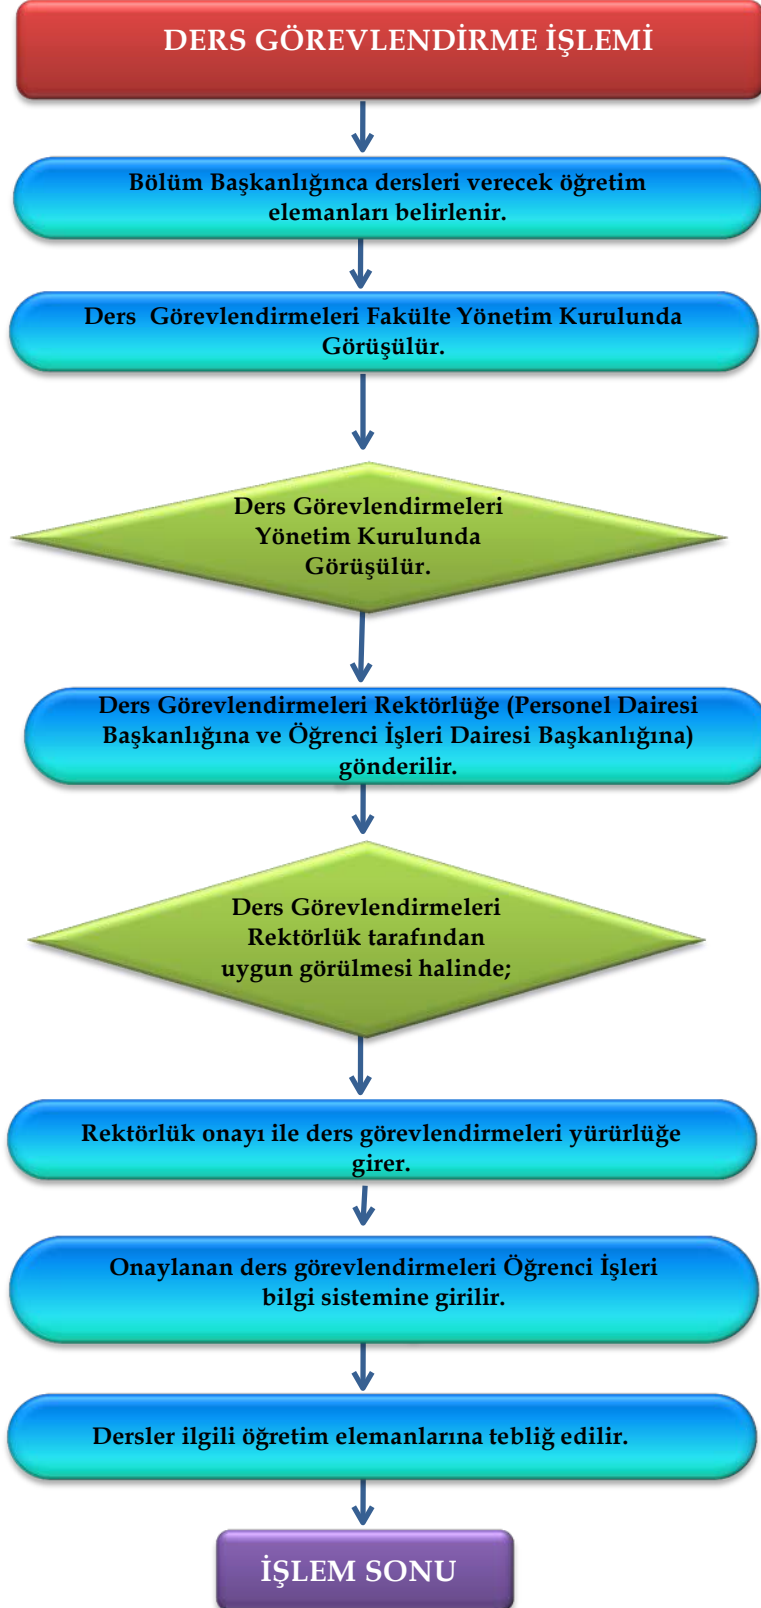 DERS GÖREVLENDİRME İŞLEMİ
Bölüm Başkanlığınca dersleri verecek öğretim
elemanları belirlenir.
Ders  Görevlendirmeleri Fakülte Yönetim Kurulunda
Görüşülür.
Ders Görevlendirmeleri
Yönetim Kurulunda
Görüşülür.
Ders Görevlendirmeleri Rektörlüğe (Personel Dairesi
Başkanlığına ve Öğrenci İşleri Dairesi Başkanlığına)
gönderilir.
Ders Görevlendirmeleri
Rektörlük tarafından
uygun görülmesi halinde;
Rektörlük onayı ile ders görevlendirmeleri yürürlüğe
girer.
Onaylanan ders görevlendirmeleri Öğrenci İşleri
bilgi sistemine girilir.
Dersler ilgili öğretim elemanlarına tebliğ edilir.
İŞLEM SONU